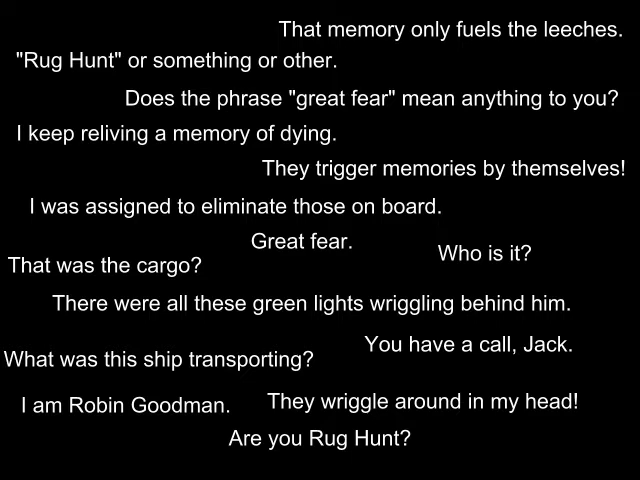 That memory only fuels the leeches.
"Rug Hunt" or something or other.
Does the phrase "great fear" mean anything to you?
I keep reliving a memory of dying.
They trigger memories by themselves!
I was assigned to eliminate those on board.
Great fear.
Who is it?
That was the cargo?
There were all these green lights wriggling behind him.
You have a call, Jack.
What was this ship transporting?
They wriggle around in my head!
I am Robin Goodman.
Are you Rug Hunt?